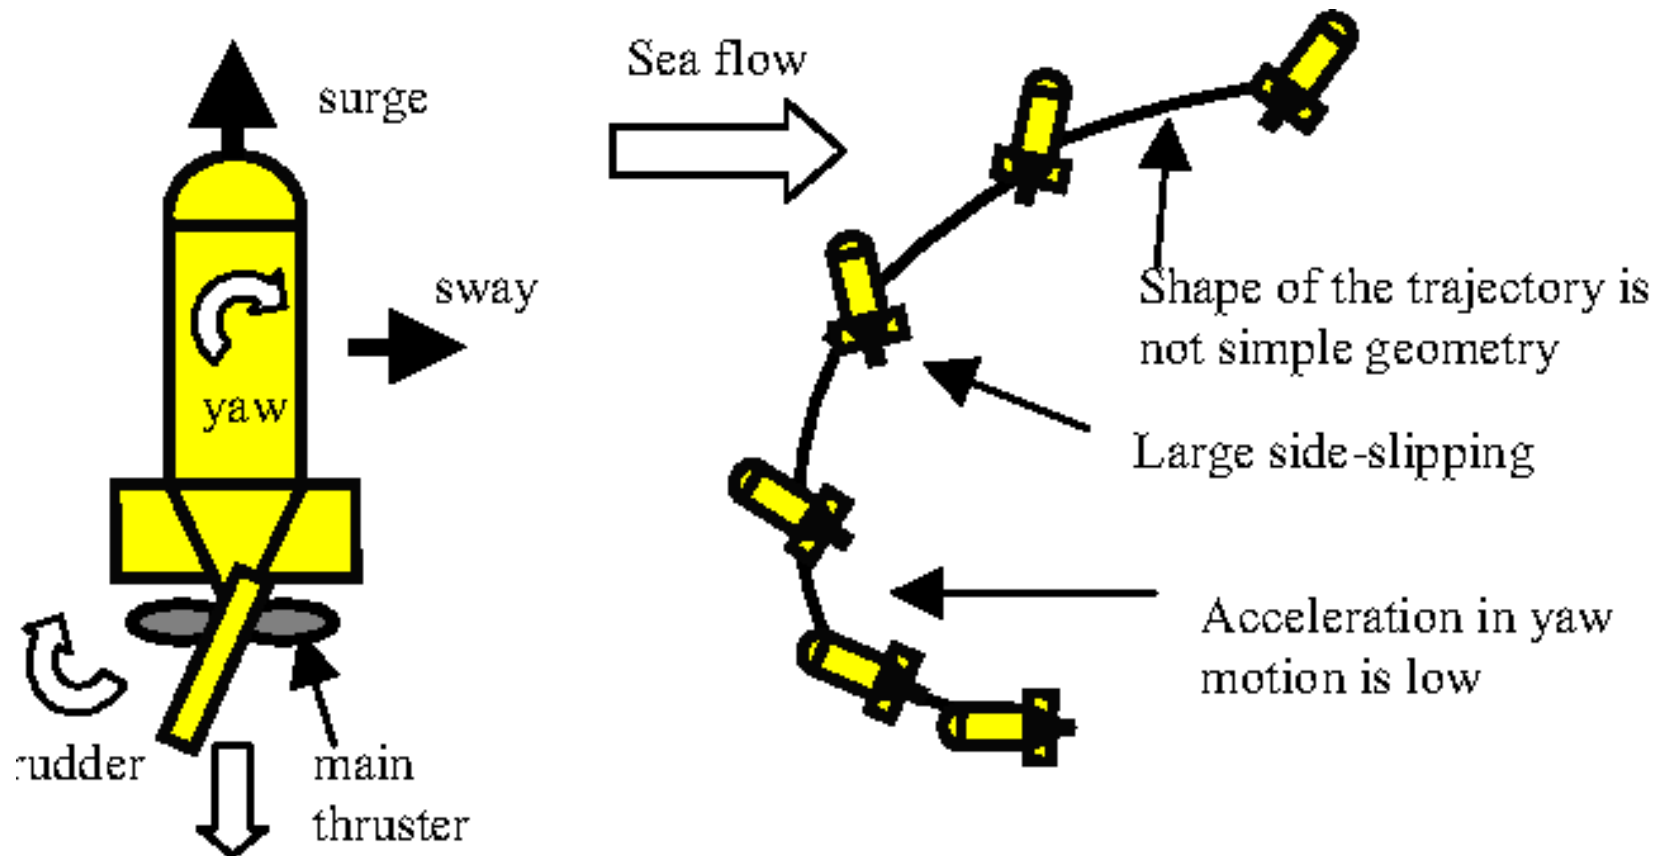 surge
sway
yaw
rudder
main
thruster
Sea flow
Shape of the trajectory is
not simple geometry
Large side-slipping
Acceleration in yaw
motion is low